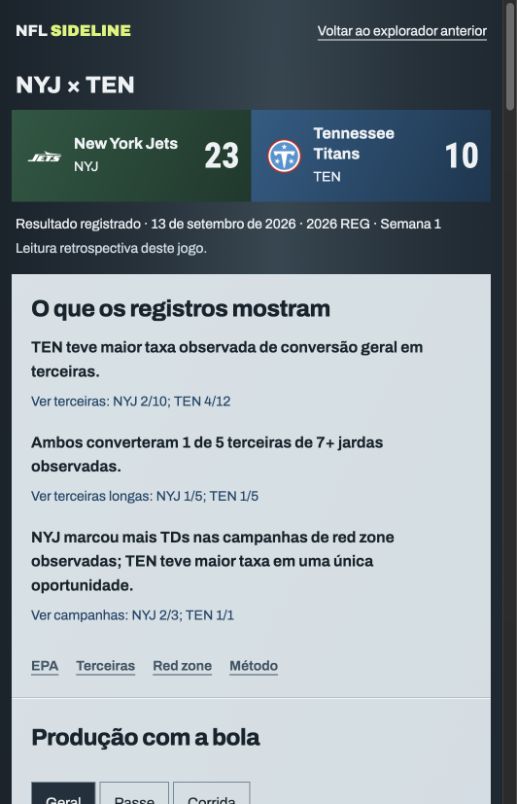 NFL SIDELINE
Voltar ao explorador anterior
NYJ × TEN
JETS
New York Jets
NYJ
23
Tennessee
Titans
TEN
10
Resultado registrado · 13 de setembro de 2026 · 2026 REG · Semana 1
Leitura retrospectiva deste jogo.
O que os registros mostram
TEN teve maior taxa observada de conversão geral em
terceiras.
Ver terceiras: NYJ 2/10; TEN 4/12
Ambos converteram 1 de 5 terceiras de 7+ jardas
observadas.
Ver terceiras longas: NYJ 1/5; TEN 1/5
NYJ marcou mais TDs nas campanhas de red zone
observadas; TEN teve maior taxa em uma única
oportunidade.
Ver campanhas: NYJ 2/3; TEN 1/1
EPA Terceiras Red zone Método
Produção com a bola
Geral Passe Corrida